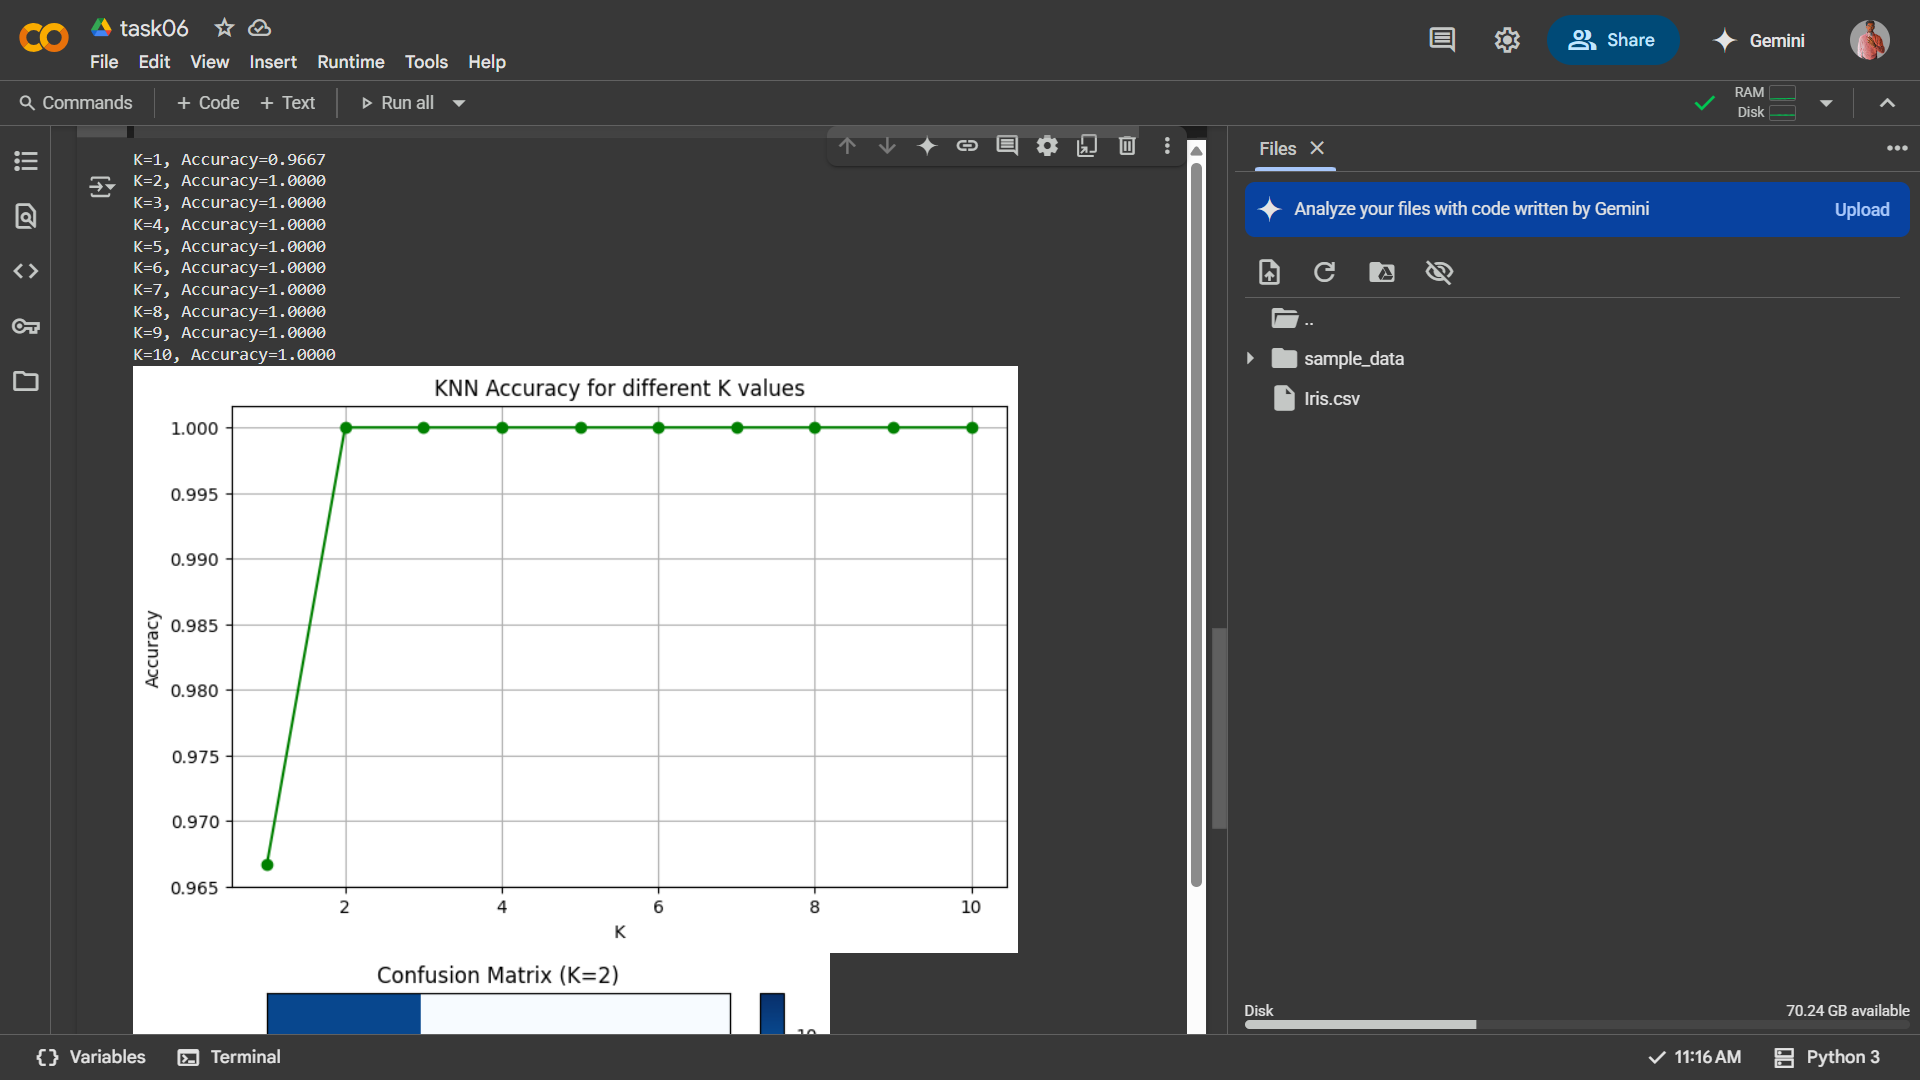 task06
File Edit View Insert Runtime Tools Help
Share
Gemini
Commands + Code + Text Run all
RAM
Disk
K=1, Accuracy=0.9667
K=2, Accuracy=1.0000
K=3, Accuracy=1.0000
K=4, Accuracy=1.0000
K=5, Accuracy=1.0000
K=6, Accuracy=1.0000
K=7, Accuracy=1.0000
K=8, Accuracy=1.0000
K=9, Accuracy=1.0000
K=10, Accuracy=1.0000
KNN Accuracy for different K values
1.000
0.995
0.990
0.985
0.980
0.975
0.970
0.965
Accuracy
2 4 6 8 10
K
Confusion Matrix (K=2)
Files
Analyze your files with code written by Gemini Upload
..
sample_data
Iris.csv
Disk 70.24 GB available
Variables Terminal 11:16 AM Python 3